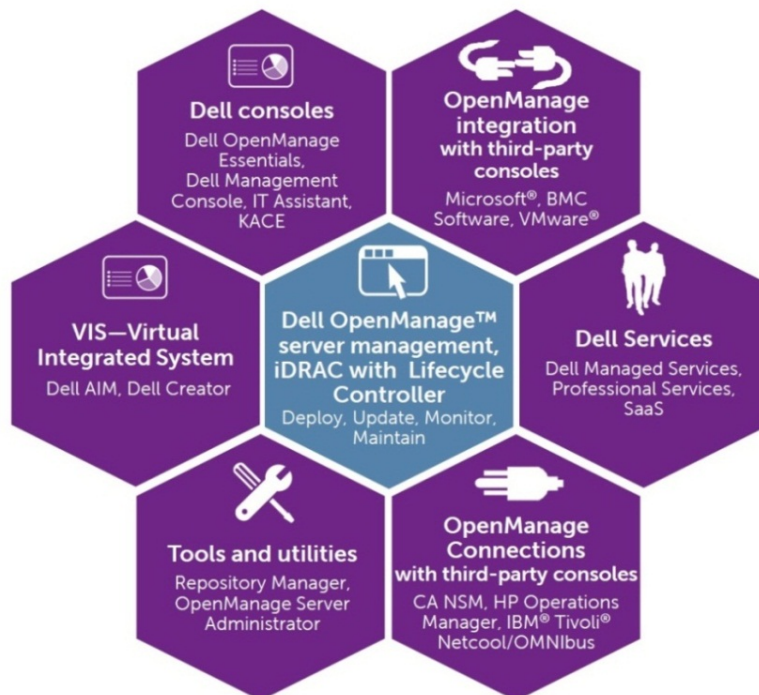 Dell consoles
Dell OpenManage
Essentials,
Dell Management
Console, IT Assistant,
KACE
OpenManage
integration
with third-party
consoles
Microsoft®, BMC
Software, VMware®
VIS—Virtual
Integrated System
Dell AIM, Dell Creator
Dell OpenManage™
server management,
iDRAC with Lifecycle
Controller
Deploy, Update, Monitor,
Maintain
Dell Services
Dell Managed Services,
Professional Services,
SaaS
Tools and utilities
Repository Manager,
OpenManage Server
Administrator
OpenManage
Connections
with third-party consoles
CA NSM, HP Operations
Manager, IBM® Tivoli®
Netcool/OMNIbus